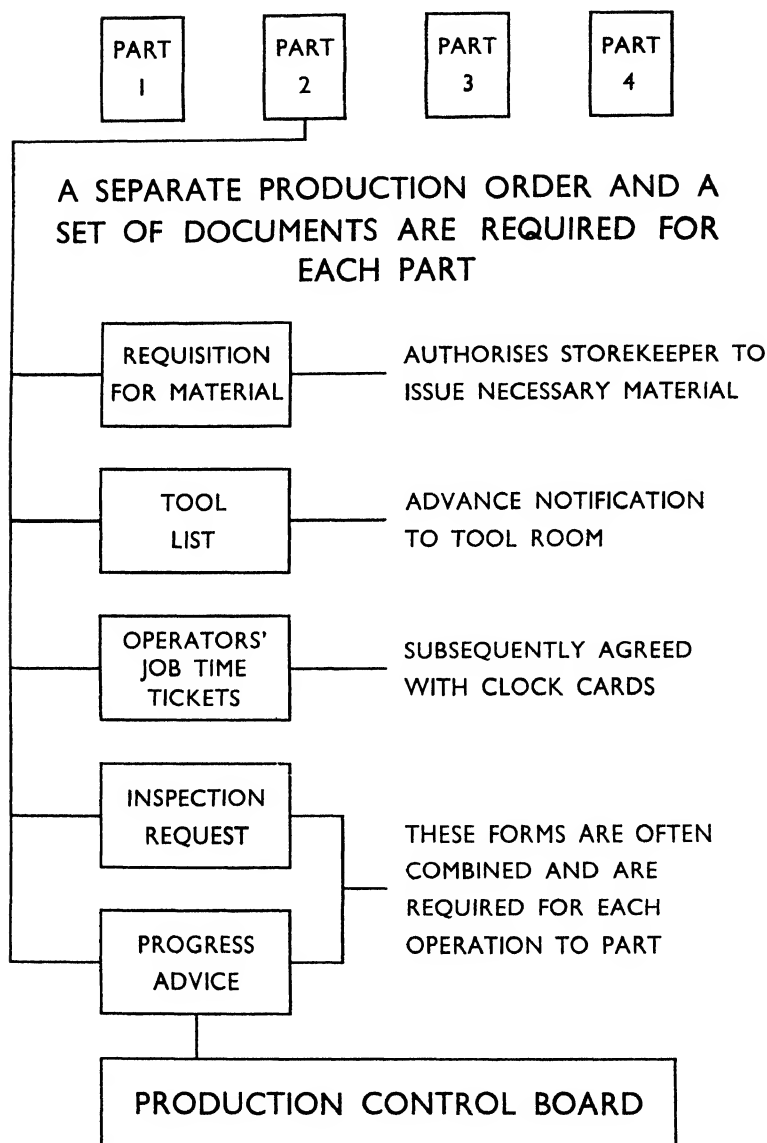 PART
1
PART
2
PART
3
PART
4
A SEPARATE PRODUCTION ORDER AND A
SET OF DOCUMENTS ARE REQUIRED FOR
EACH PART
REQUISITION
FOR MATERIAL
AUTHORISES STOREKEEPER TO
ISSUE NECESSARY MATERIAL
TOOL
LIST
ADVANCE NOTIFICATION
TO TOOL ROOM
OPERATORS'
JOB TIME
TICKETS
SUBSEQUENTLY AGREED
WITH CLOCK CARDS
INSPECTION
REQUEST
PROGRESS
ADVICE
THESE FORMS ARE OFTEN
COMBINED AND ARE
REQUIRED FOR EACH
OPERATION TO PART
PRODUCTION CONTROL BOARD